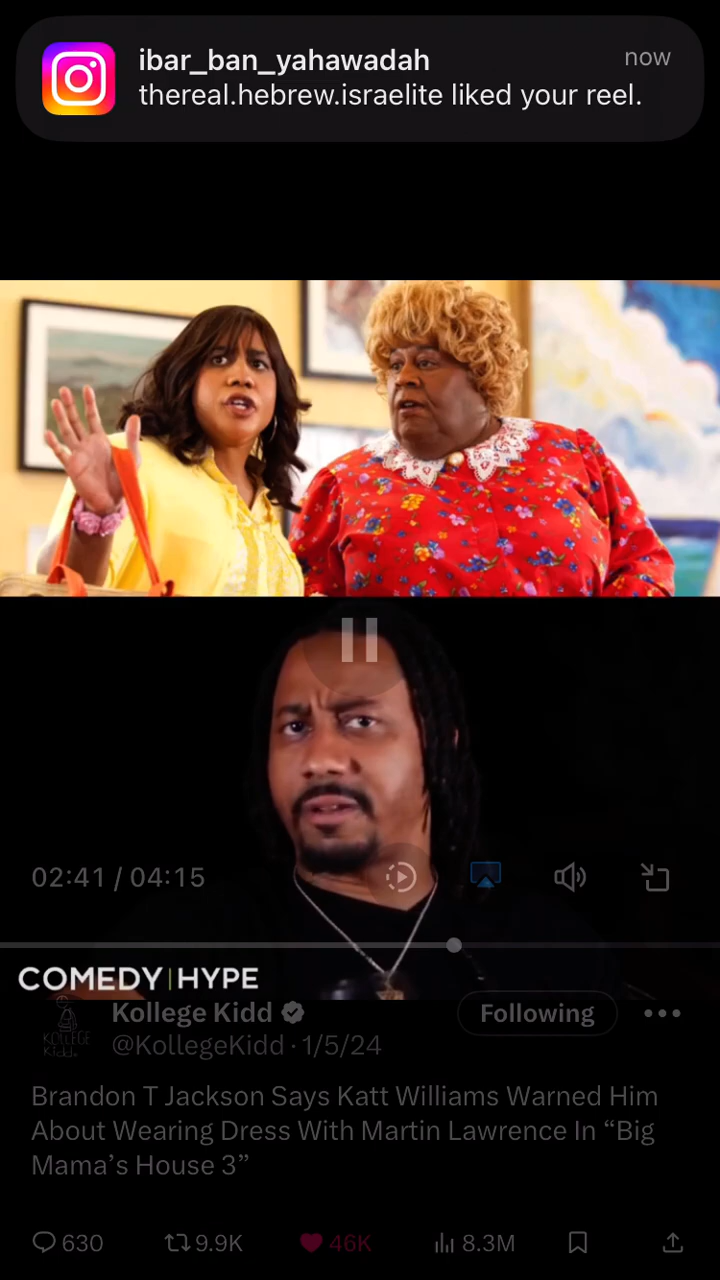 ibar_ban_yahawadah
now
thereal.hebrew.israelite liked your reel.
02:41 / 04:15
COMEDY|HYPE
KOLLEGE
Kidd
Kollege Kidd
Following
@KollegeKidd · 1/5/24
Brandon T Jackson Says Katt Williams Warned Him
About Wearing Dress With Martin Lawrence In “Big
Mama’s House 3”
630
9.9K
46K
8.3M